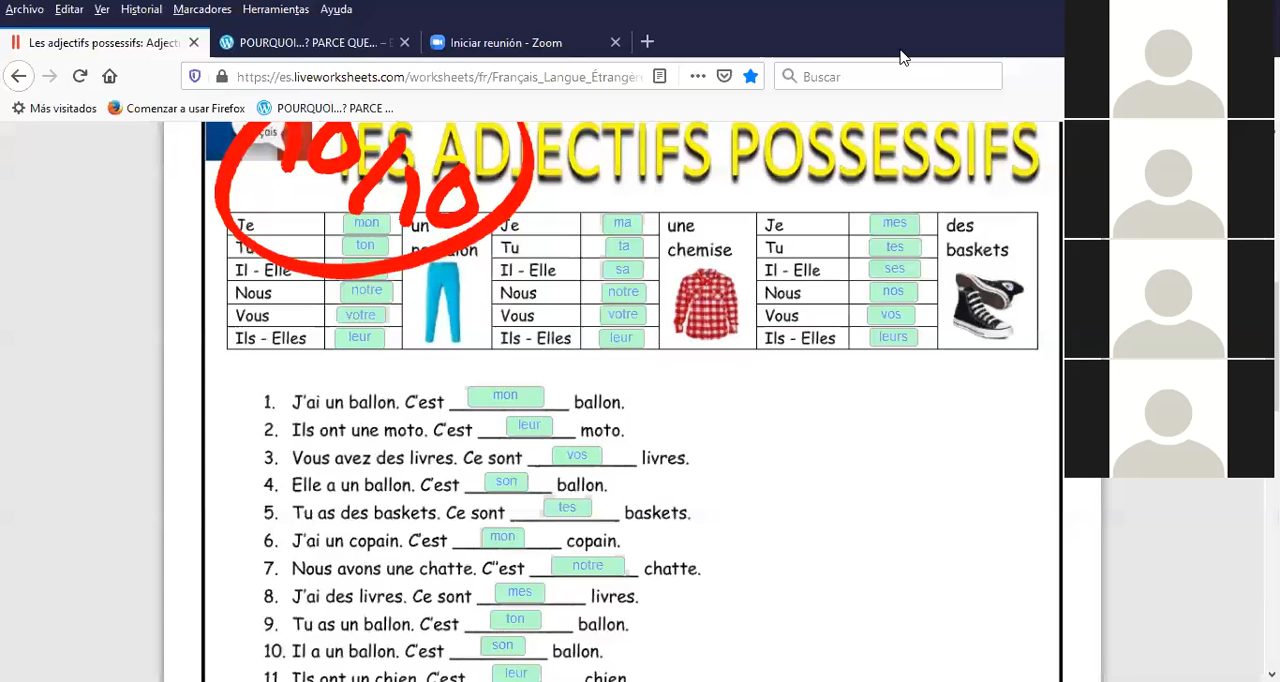 Archivo Editar Ver Historial Marcadores Herramientas Ayuda
Les adjectifs possessifs: Adject
POURQUOI...? PARCE QUE... – E
Iniciar reunión - Zoom
https://es.liveworksheets.com/worksheets/fr/Français_Langue_Étrangèr
Buscar
Más visitados Comenzar a usar Firefox POURQUOI...? PARCE ...
10/10
LES ADJECTIFS POSSESSIFS
Je mon un Je ma une Je mes des
Tu ton pantalon Tu ta chemise Tu tes baskets
Il - Elle Il - Elle sa Il - Elle ses
Nous notre Nous notre Nous nos
Vous votre Vous votre Vous vos
Ils - Elles leur Ils - Elles leur Ils - Elles leurs
1. J'ai un ballon. C'est mon ballon.
2. Ils ont une moto. C'est leur moto.
3. Vous avez des livres. Ce sont vos livres.
4. Elle a un ballon. C'est son ballon.
5. Tu as des baskets. Ce sont tes baskets.
6. J'ai un copain. C'est mon copain.
7. Nous avons une chatte. C''est notre chatte.
8. J'ai des livres. Ce sont mes livres.
9. Tu as un ballon. C'est ton ballon.
10. Il a un ballon. C'est son ballon.
11. Ils ont un chien. C'est leur chien